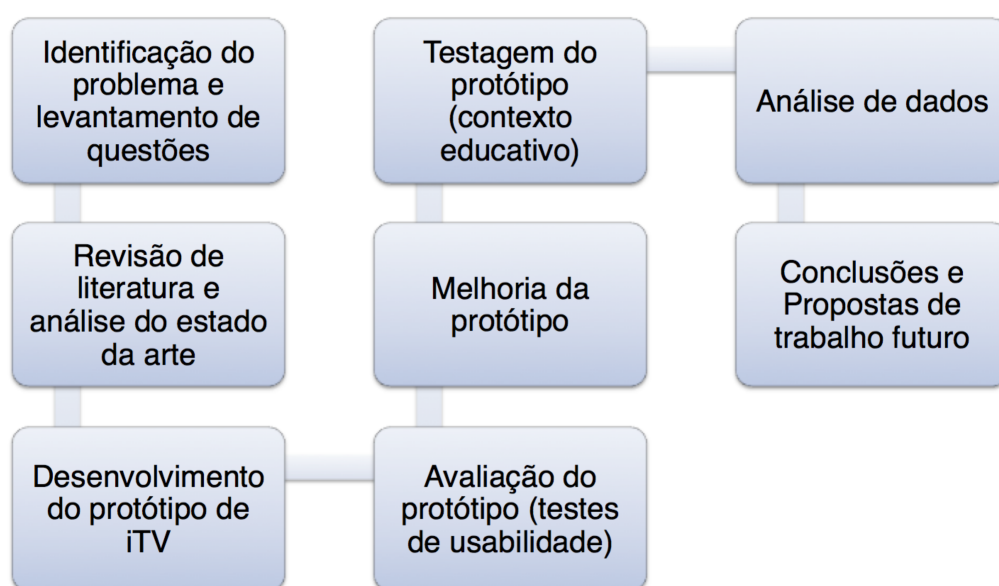 Identificação do
problema e
levantamento de
questões
Revisão de
literatura e
análise do estado
da arte
Desenvolvimento
do protótipo de
iTV
Avaliação do
protótipo (testes
de usabilidade)
Melhoria da
protótipo
Testagem do
protótipo
(contexto
educativo)
Análise de dados
Conclusões e
Propostas de
trabalho futuro